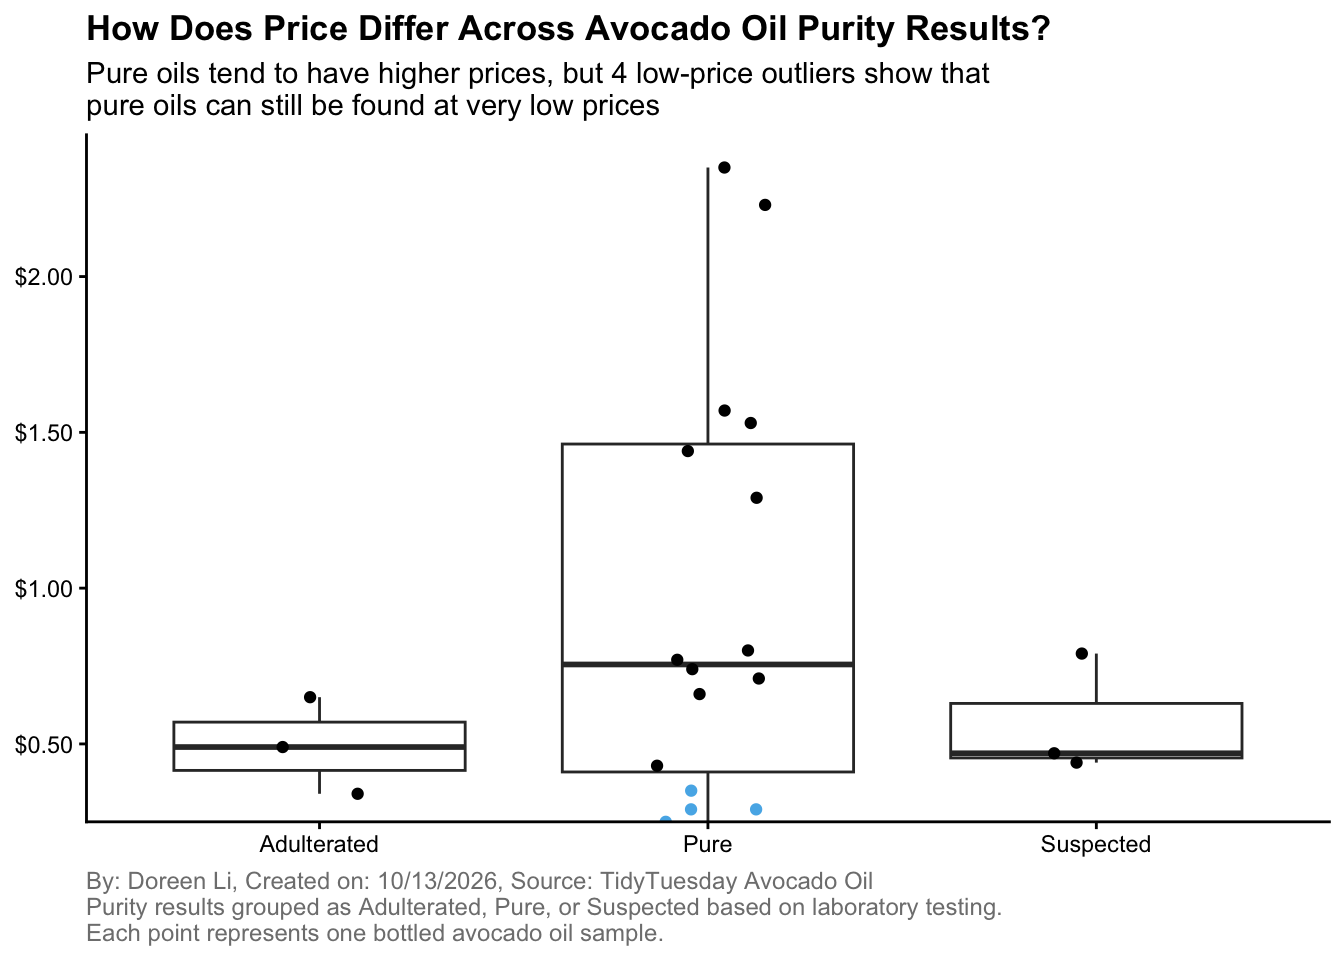 How Does Price Differ Across Avocado Oil Purity Results?
Pure oils tend to have higher prices, but 4 low-price outliers show that
pure oils can still be found at very low prices
$2.00
$1.50
$1.00
$0.50
Adulterated
Pure
Suspected
By: Doreen Li, Created on: 10/13/2026, Source: TidyTuesday Avocado Oil
Purity results grouped as Adulterated, Pure, or Suspected based on laboratory testing.
Each point represents one bottled avocado oil sample.